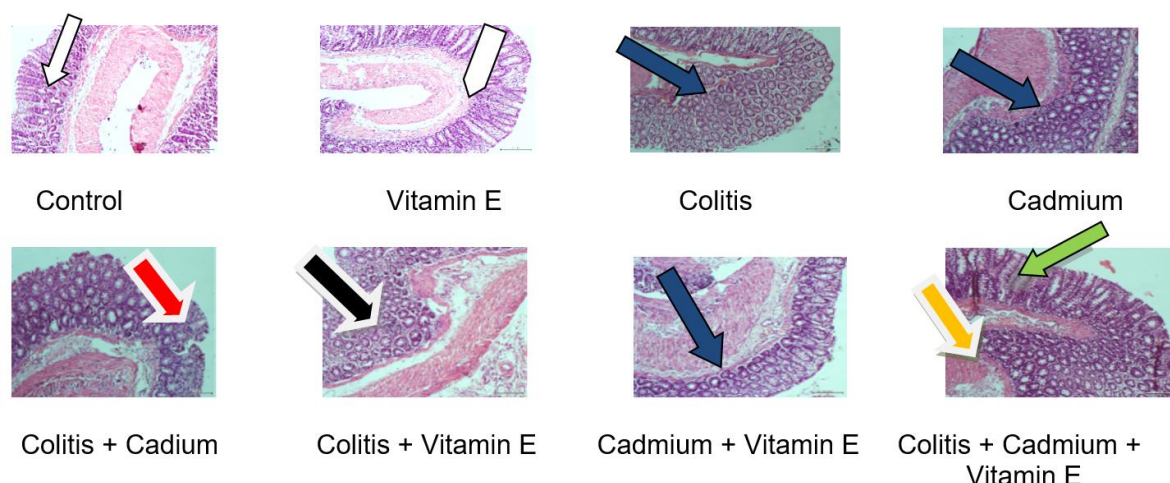 Control
Vitamin E
Colitis
Cadmium
Colitis + Cadium
Colitis + Vitamin E
Cadmium + Vitamin E
Colitis + Cadmium +
Vitamin E